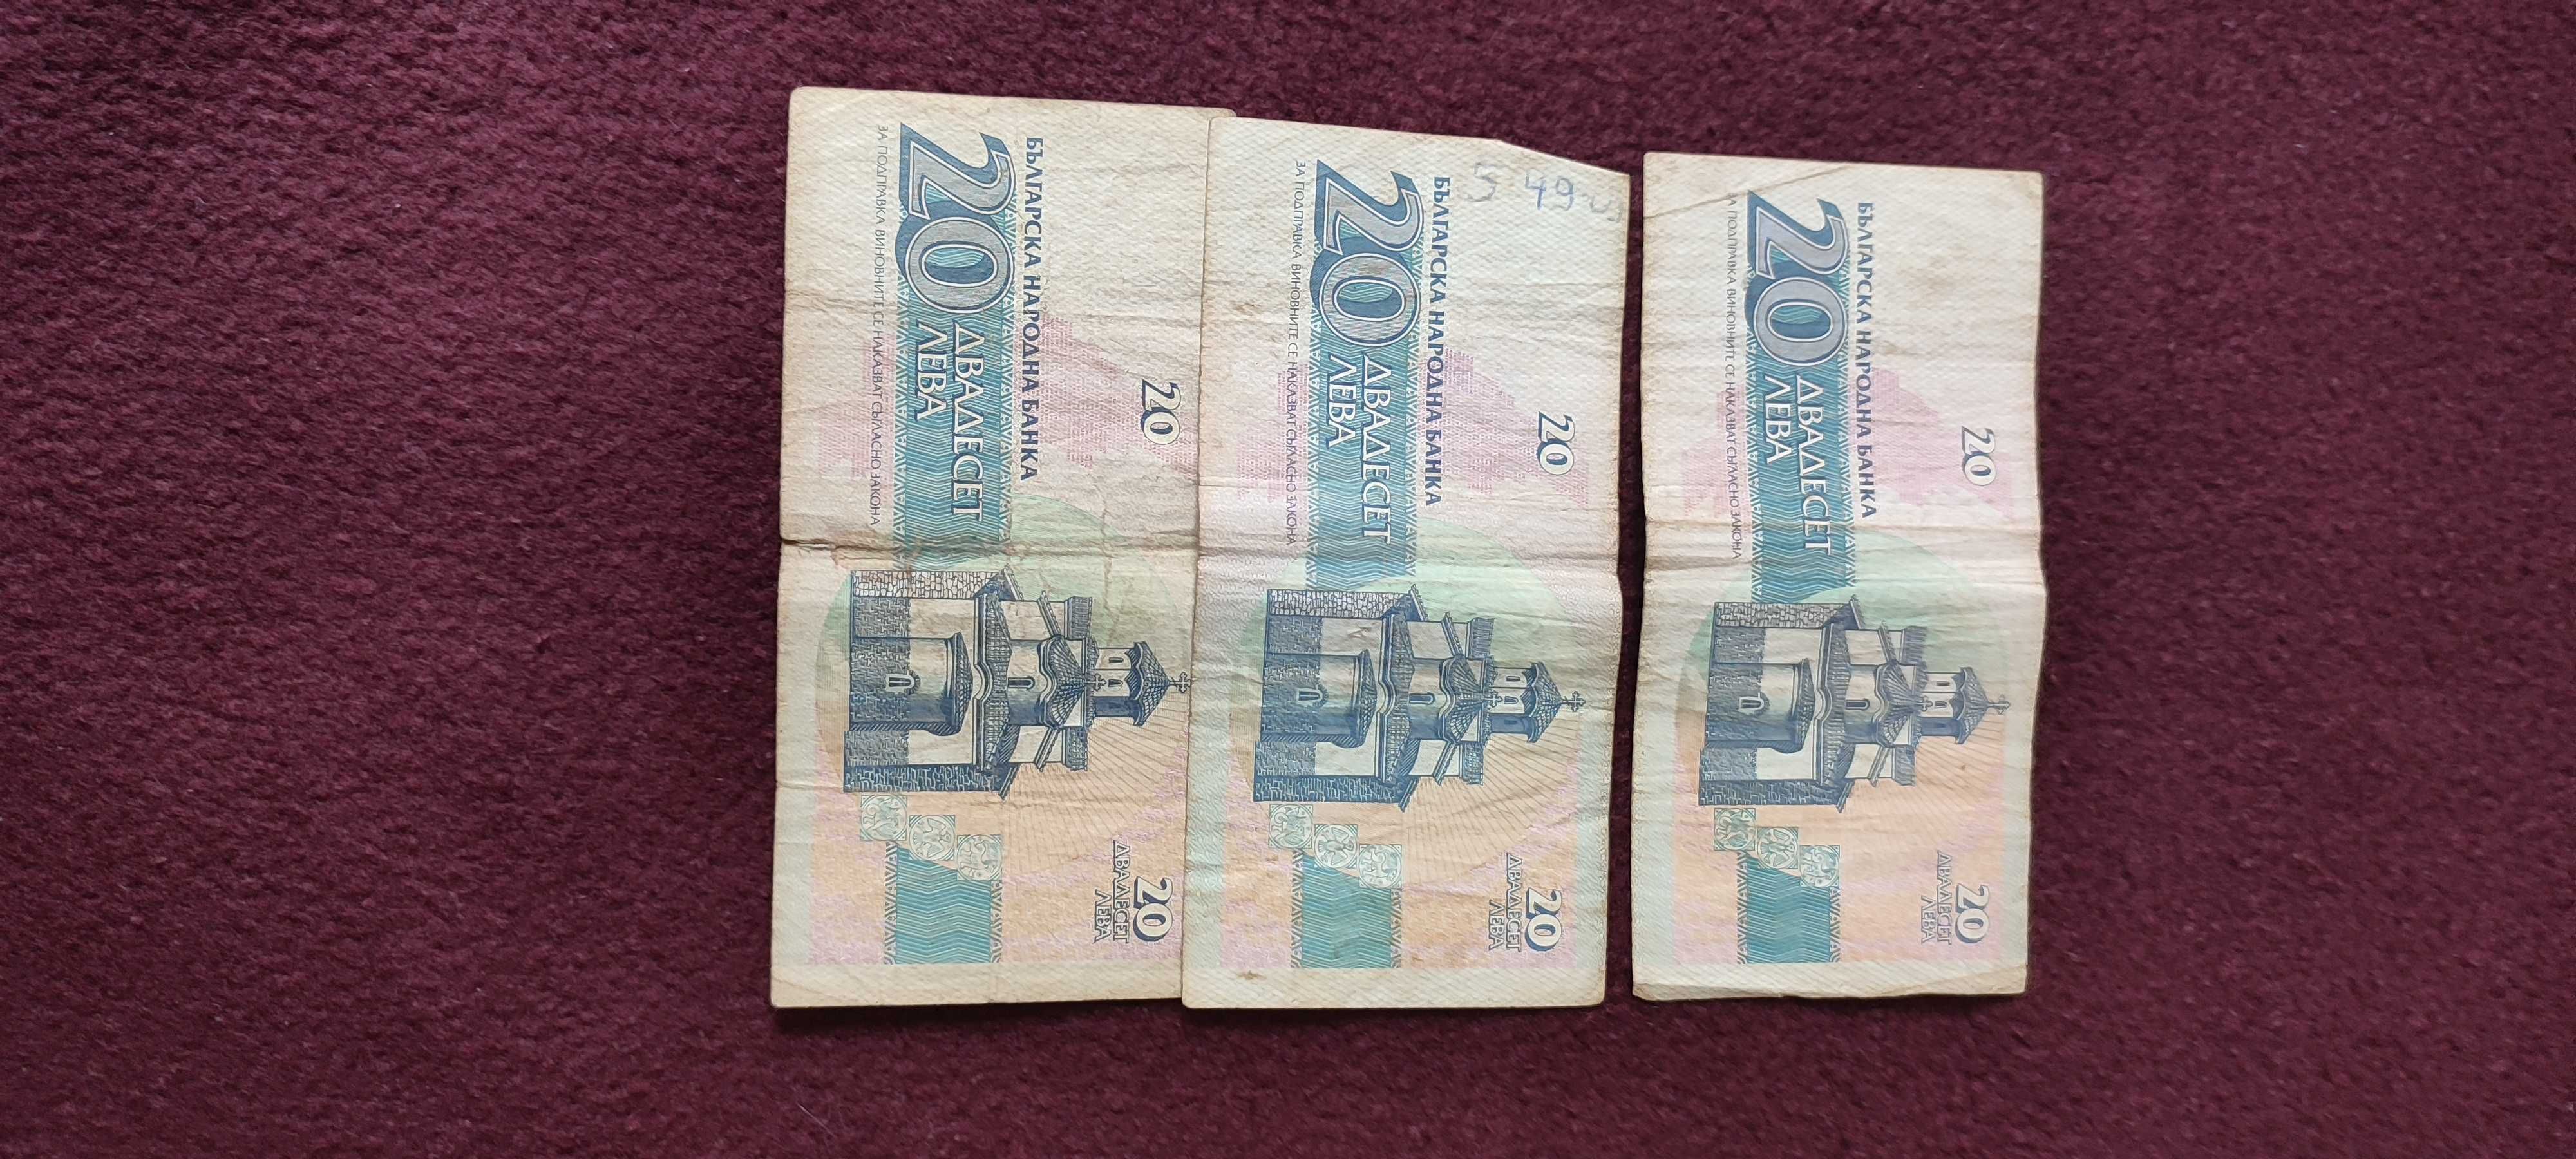 БЪЛГАРСКА НАРОДНА БАНКА
20 ДВАДЕСЕТ
ЛЕВА
ЗА ПОДПРАВКА ВИНОВНИТЕ СЕ НАКАЗВАТ СЪГЛАСНО ЗАКОНА
20
20
ДВАДЕСЕТ
ЛЕВА
5 49
БЪЛГАРСКА НАРОДНА БАНКА
20 ДВАДЕСЕТ
ЛЕВА
ЗА ПОДПРАВКА ВИНОВНИТЕ СЕ НАКАЗВАТ СЪГЛАСНО ЗАКОНА
20
20
ДВАДЕСЕТ
ЛЕВА
БЪЛГАРСКА НАРОДНА БАНКА
20 ДВАДЕСЕТ
ЛЕВА
ЗА ПОДПРАВКА ВИНОВНИТЕ СЕ НАКАЗВАТ СЪГЛАСНО ЗАКОНА
20
20
ДВАДЕСЕТ
ЛЕВА